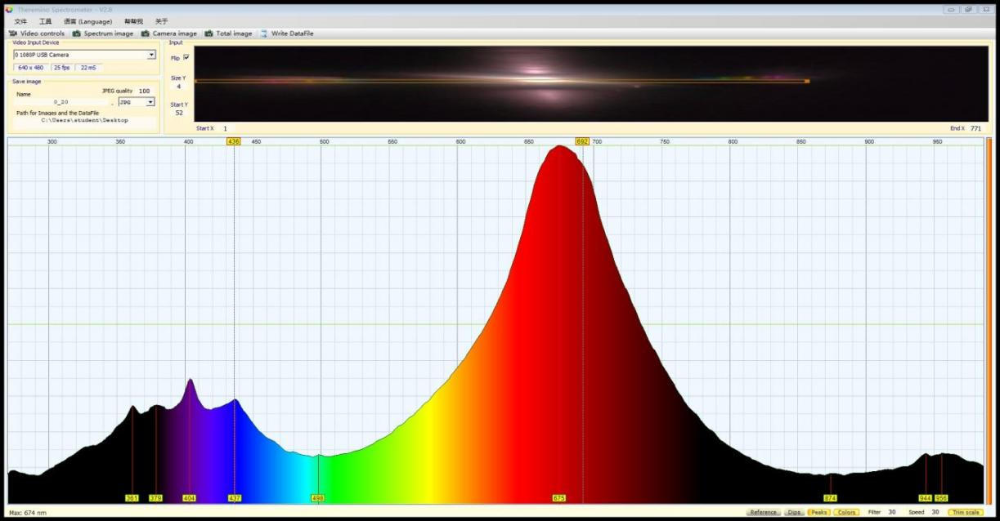 Theremino Spectrometer - V2.8
文件 工具 语言 (Language) 帮帮我 关于
Video controls Spectrum image Camera image Total image Write DataFile
Video Input Device
0 1080P USB Camera
640 x 480 25 fps 22 mS
Save image
JPEG quality 100
Name
0_20 . JPG
Path for Images and the DataFile
C:\Users\student\Desktop
Input
Flip
Size Y
4
Start Y
52
Start X 1
End X 771
300 350 400 436 450 500 550 600 650 692 700 750 800 850 900 950
361 379 404 437 498 675 874 944 956
Max: 674 nm
Reference Dips Peaks Colors Filter 30 Speed 30 Trim scale